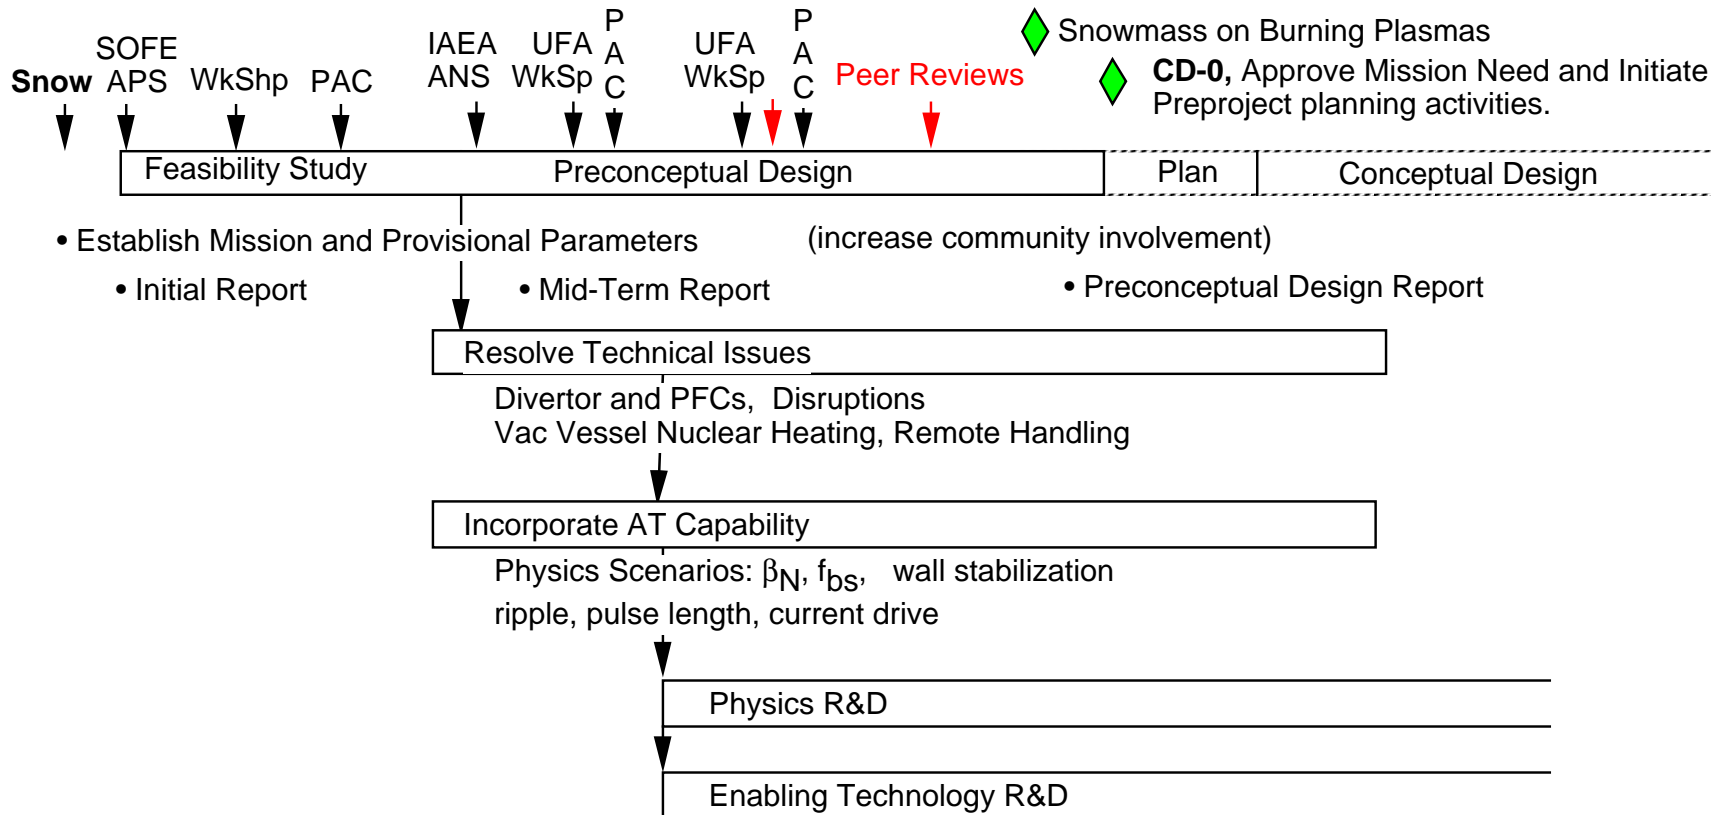 Snow
SOFE
APS
WkShp
PAC
IAEA
ANS
UFA
WkSp
P
A
C
UFA
WkSp
P
A
C
Peer Reviews
Snowmass on Burning Plasmas
CD-0, Approve Mission Need and Initiate
Preproject planning activities.
Feasibility Study
Preconceptual Design
Plan
Conceptual Design
• Establish Mission and Provisional Parameters
(increase community involvement)
• Initial Report
• Mid-Term Report
• Preconceptual Design Report
Resolve Technical Issues
Divertor and PFCs, Disruptions
Vac Vessel Nuclear Heating, Remote Handling
Incorporate AT Capability
Physics Scenarios: βN, fbs, wall stabilization
ripple, pulse length, current drive
Physics R&D
Enabling Technology R&D